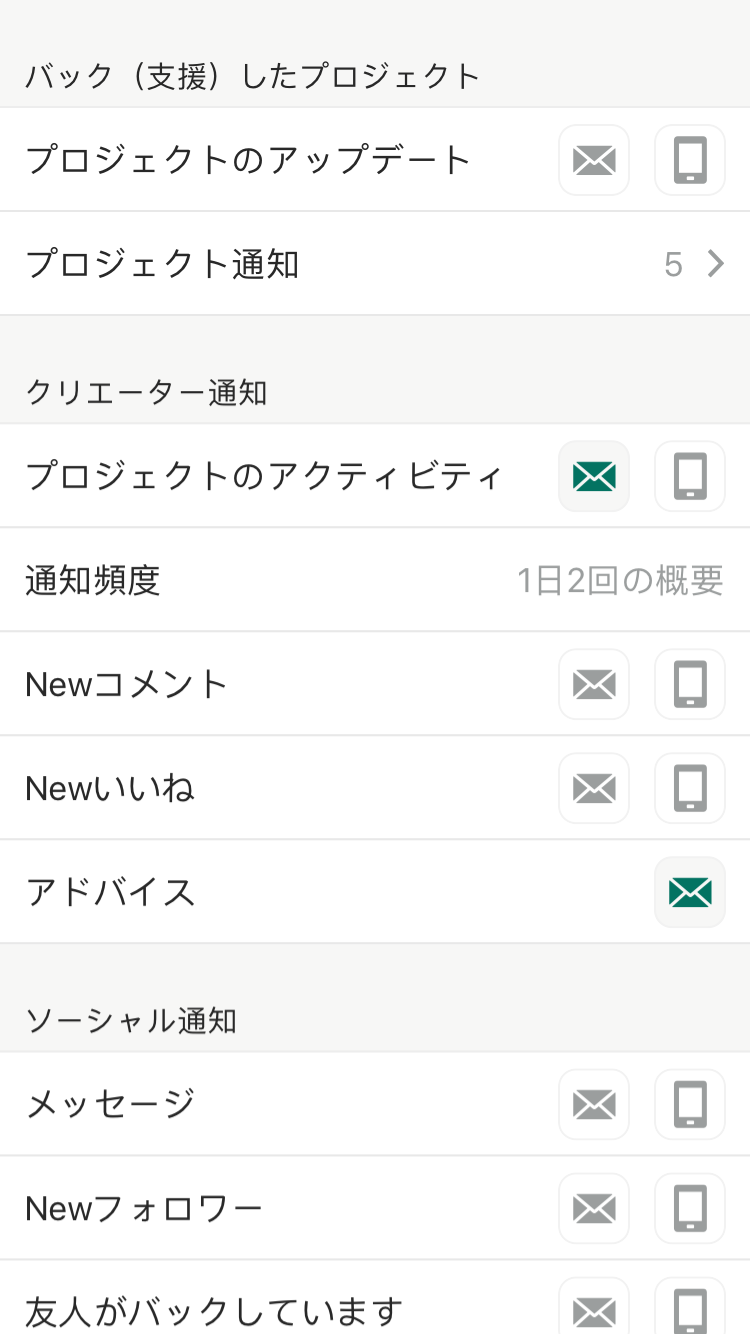 バック（支援）したプロジェクト
プロジェクトのアップデート
プロジェクト通知 5
クリエーター通知
プロジェクトのアクティビティ
通知頻度 1日2回の概要
Newコメント
Newいいね
アドバイス
ソーシャル通知
メッセージ
Newフォロワー
友人がバックしています